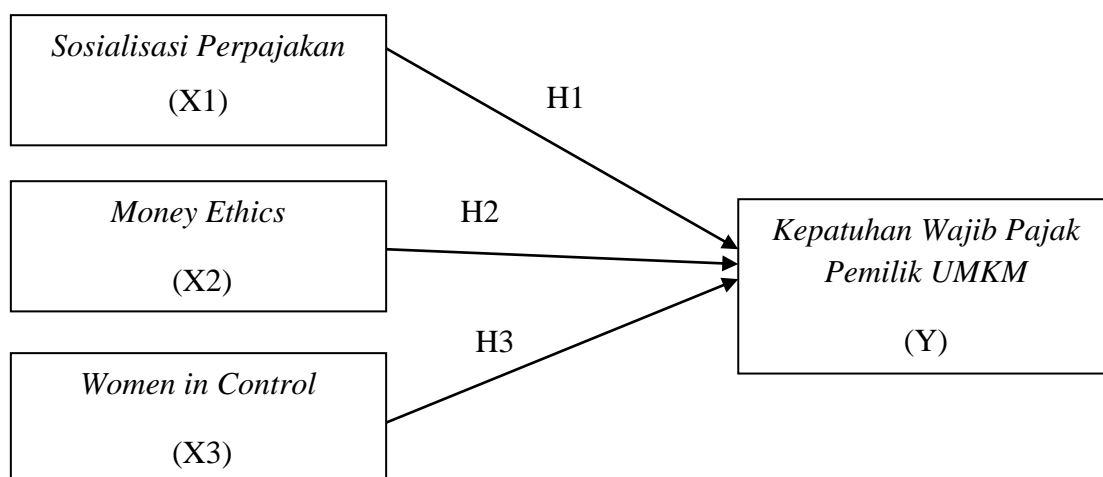 Sosialisasi Perpajakan
(X1)
H1
Money Ethics
(X2)
H2
Kepatuhan Wajib Pajak
Pemilik UMKM
(Y)
H3
Women in Control
(X3)